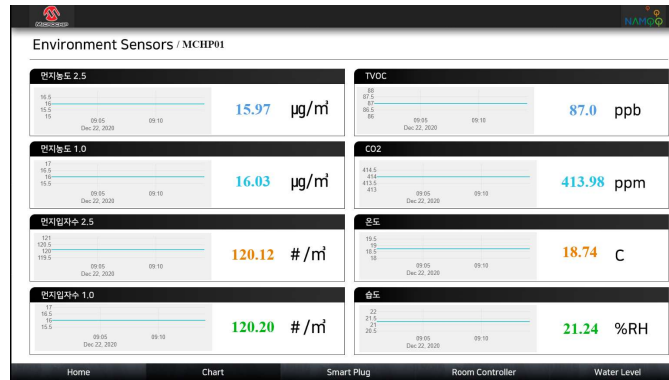 MICROCHIP
NAMOO
Environment Sensors / MCHP01
먼지농도 2.5
16.5
16
15.5
15
09:05
09:10
Dec 22, 2020
15.97 μg/㎥
TVOC
88
87.5
87
86.5
86
09:05
09:10
Dec 22, 2020
87.0 ppb
먼지농도 1.0
17
16.5
16
15.5
09:05
09:10
Dec 22, 2020
16.03 μg/㎥
CO2
414.5
414
413.5
413
09:05
09:10
Dec 22, 2020
413.98 ppm
먼지입자수 2.5
121
120.5
120
119.5
09:05
09:10
Dec 22, 2020
120.12 #/㎥
온도
19.5
19
18.5
18
09:05
09:10
Dec 22, 2020
18.74 C
먼지입자수 1.0
17
16.5
16
15.5
09:05
09:10
Dec 22, 2020
120.20 #/㎥
습도
22
21.5
21
20.5
09:05
09:10
Dec 22, 2020
21.24 %RH
Home Chart Smart Plug Room Controller Water Level